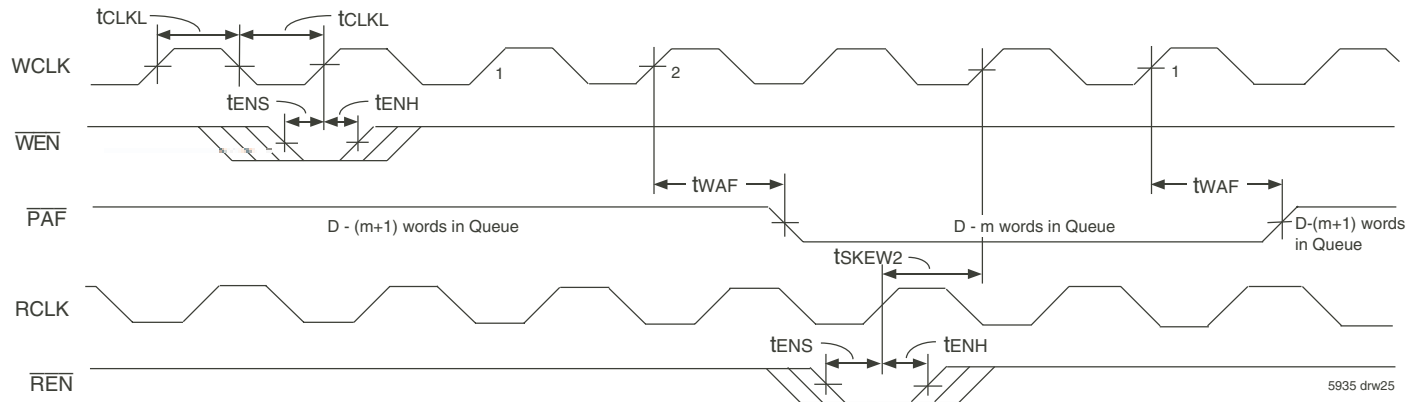 tCLKL tCLKL
WCLK 1 2 1
tENS tENH
WEN
tWAF tWAF
PAF D - (m+1) words in Queue D - m words in Queue D-(m+1) words
in Queue
tSKEW2
RCLK
tENS tENH
REN 5935 drw25